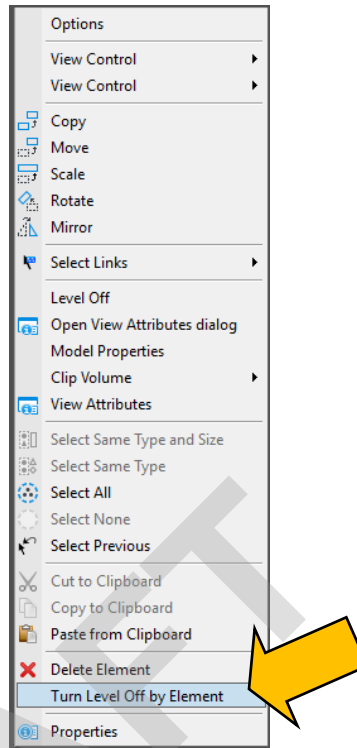 Options
View Control
View Control
Copy
Move
Scale
Rotate
Mirror
Select Links
Level Off
Open View Attributes dialog
Model Properties
Clip Volume
View Attributes
Select Same Type and Size
Select Same Type
Select All
Select None
Select Previous
Cut to Clipboard
Copy to Clipboard
Paste from Clipboard
Delete Element
Turn Level Off by Element
Properties